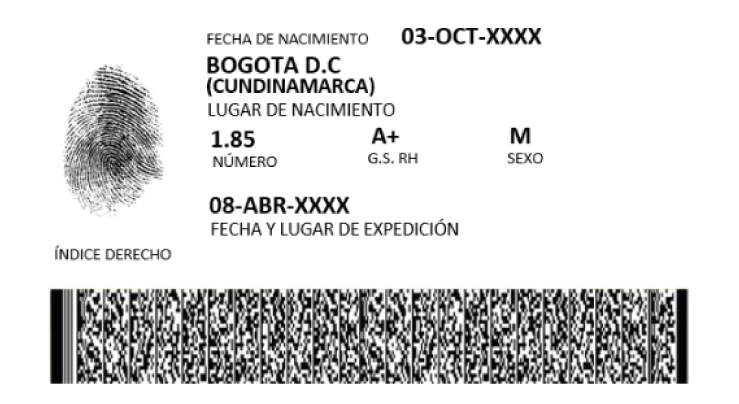 FECHA DE NACIMIENTO 03-OCT-XXXX
BOGOTA D.C
(CUNDINAMARCA)
LUGAR DE NACIMIENTO
1.85 A+ M
NÚMERO G.S. RH SEXO
08-ABR-XXXX
FECHA Y LUGAR DE EXPEDICIÓN
ÍNDICE DERECHO